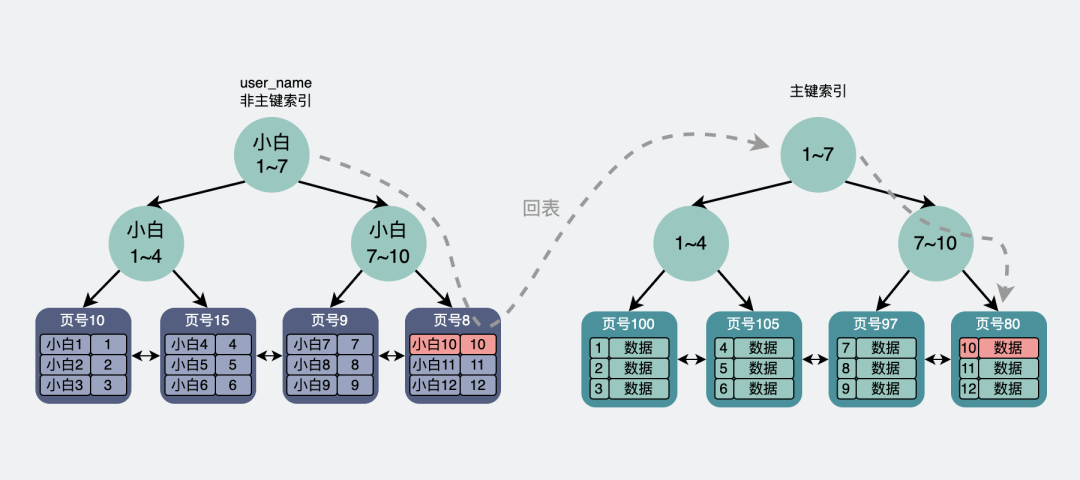 user_name
非主键索引
小白
1~7
小白
1~4
小白
7~10
页号10
小白1 1
小白2 2
小白3 3
页号15
小白4 4
小白5 5
小白6 6
页号9
小白7 7
小白8 8
小白9 9
页号8
小白10 10
小白11 11
小白12 12
回表
主键索引
1~7
1~4
7~10
页号100
1 数据
2 数据
3 数据
页号105
4 数据
5 数据
6 数据
页号97
7 数据
8 数据
9 数据
页号80
10 数据
11 数据
12 数据